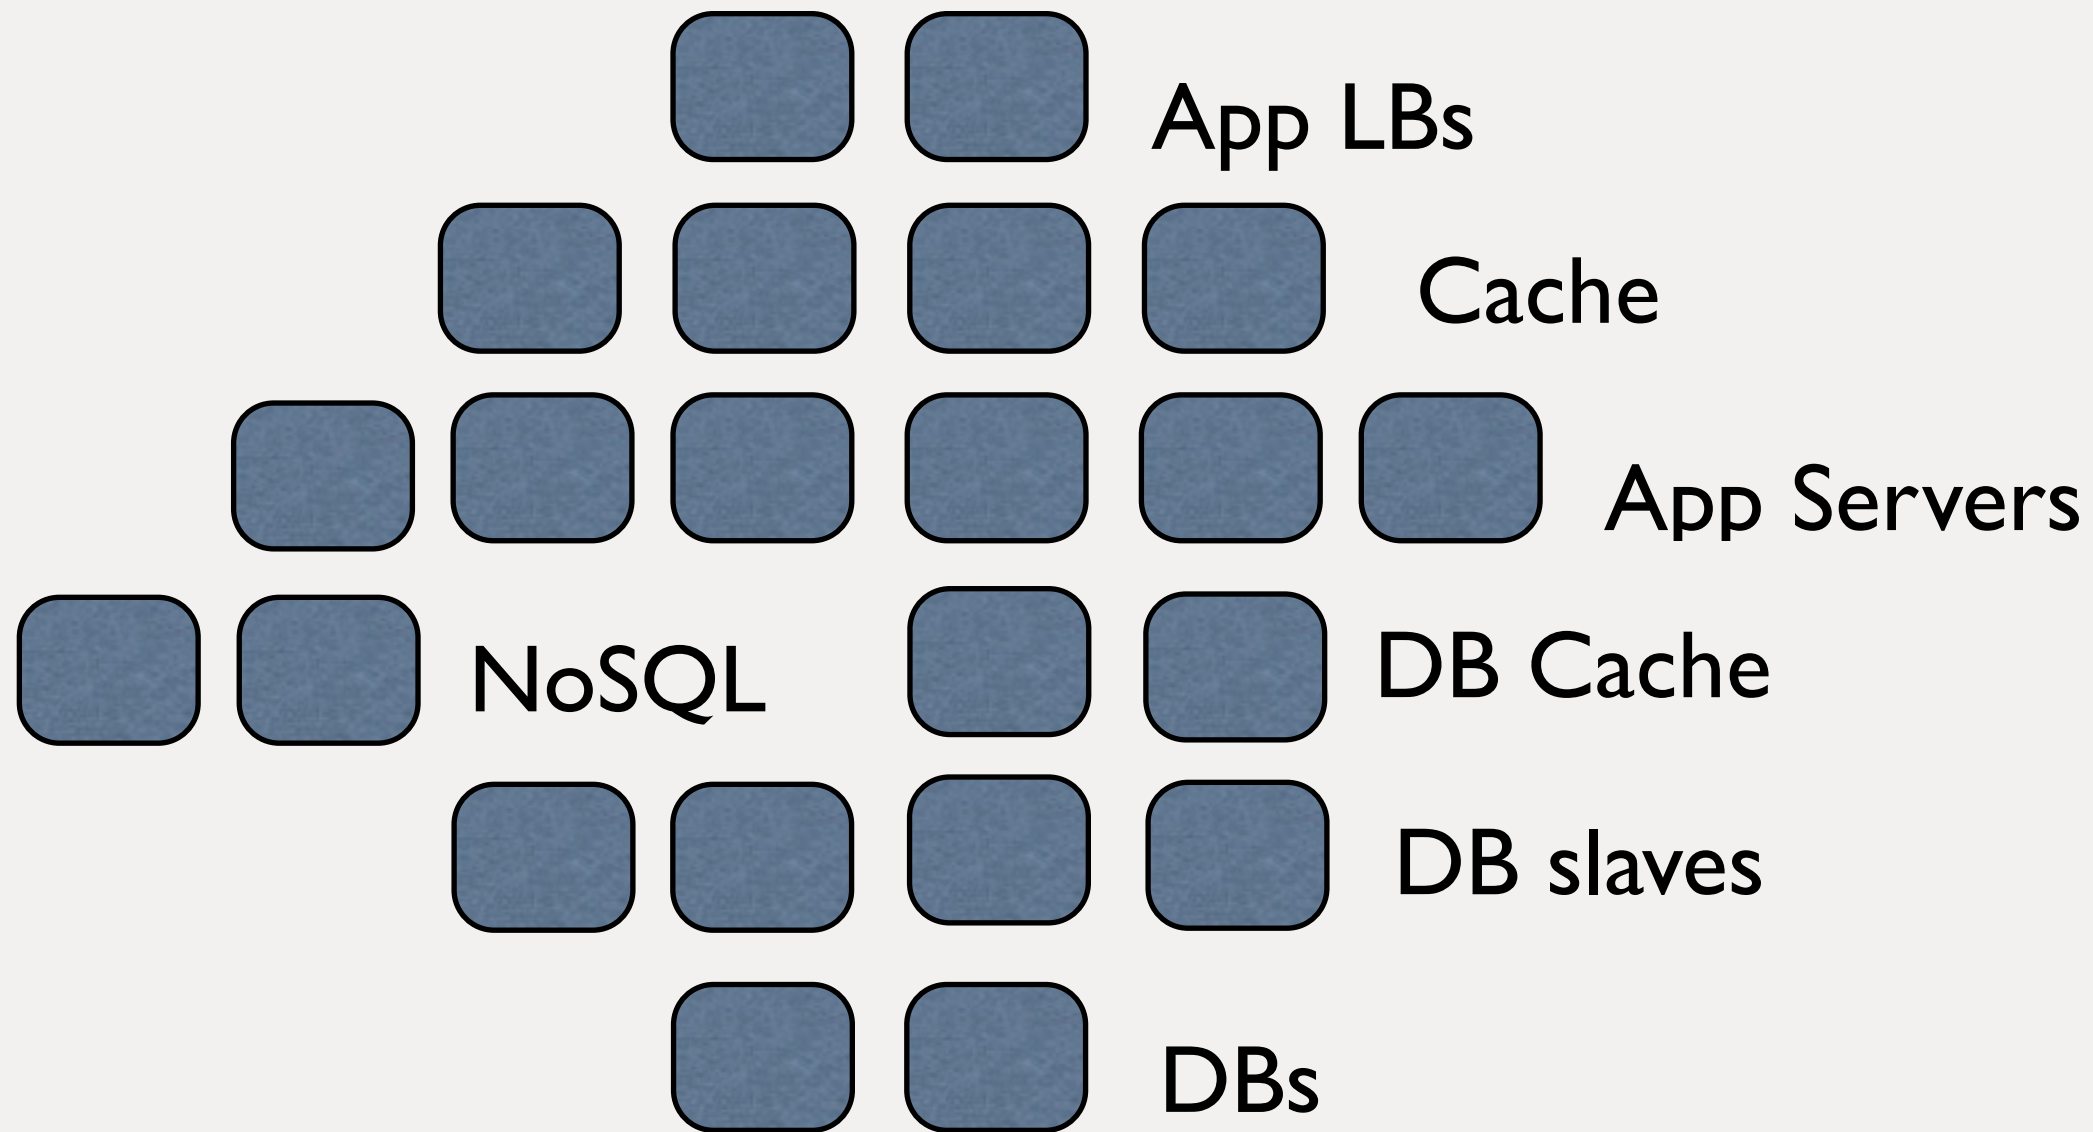 App LBs
Cache
App Servers
NoSQL
DB Cache
DB slaves
DBs